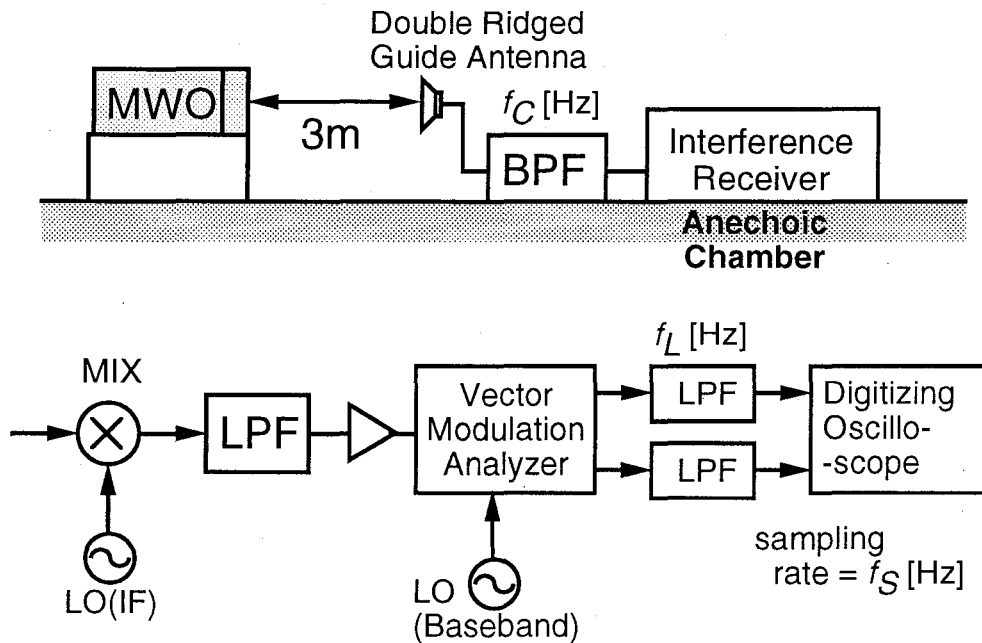 Double Ridged
Guide Antenna
MWO
3m
f_C [Hz]
BPF
Interference
Receiver
Anechoic
Chamber
MIX
LPF
LO(IF)
Vector
Modulation
Analyzer
LO
(Baseband)
f_L [Hz]
LPF
LPF
Digitizing
Oscillo-
-scope
sampling
rate = f_S [Hz]